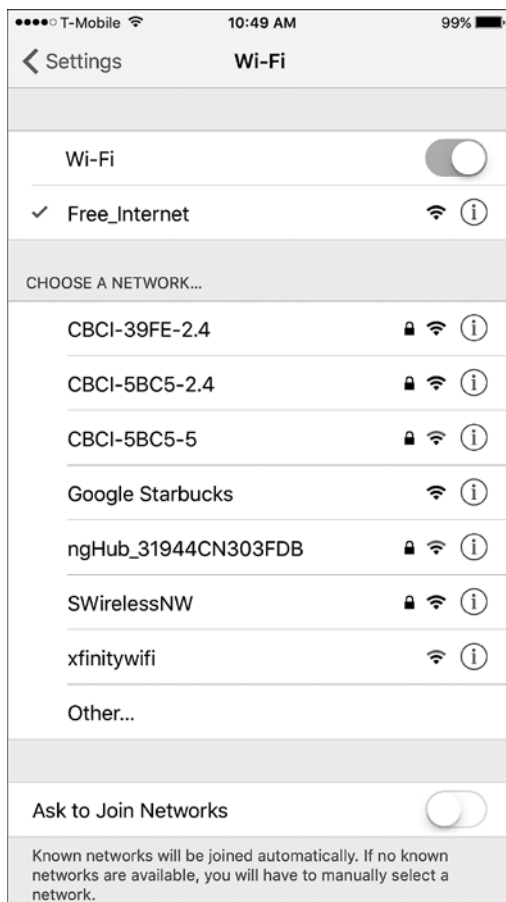 T-Mobile 10:49 AM 99%
Settings Wi-Fi
Wi-Fi
Free_Internet
CHOOSE A NETWORK...
CBCI-39FE-2.4
CBCI-5BC5-2.4
CBCI-5BC5-5
Google Starbucks
ngHub_31944CN303FDB
SWirelessNW
xfinitywifi
Other...
Ask to Join Networks
Known networks will be joined automatically. If no known
networks are available, you will have to manually select a
network.